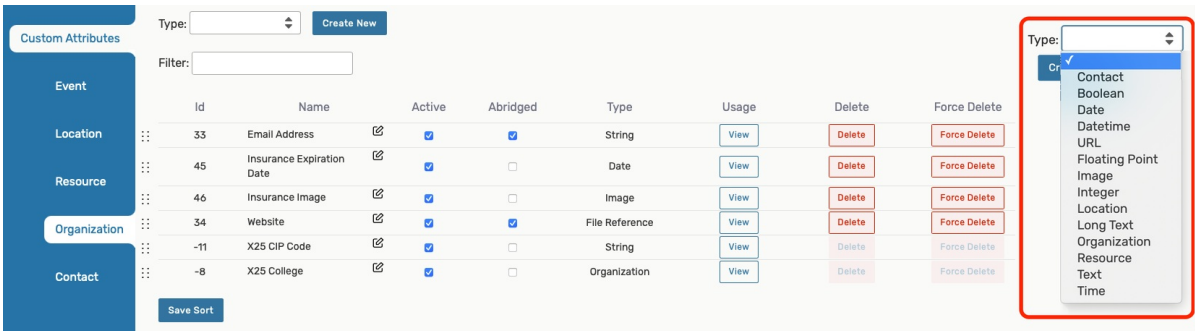 Custom Attributes
Event
Location
Resource
Organization
Contact
Type:
Create New
Filter:
Id Name Active Abridged Type Usage Delete Force Delete
33 Email Address String View Delete Force Delete
45 Insurance Expiration Date Date View Delete Force Delete
46 Insurance Image Image View Delete Force Delete
34 Website File Reference View Delete Force Delete
-11 X25 CIP Code String View Delete Force Delete
-8 X25 College Organization View Delete Force Delete
Save Sort
Type:
Cr
Contact
Boolean
Date
Datetime
URL
Floating Point
Image
Integer
Location
Long Text
Organization
Resource
Text
Time